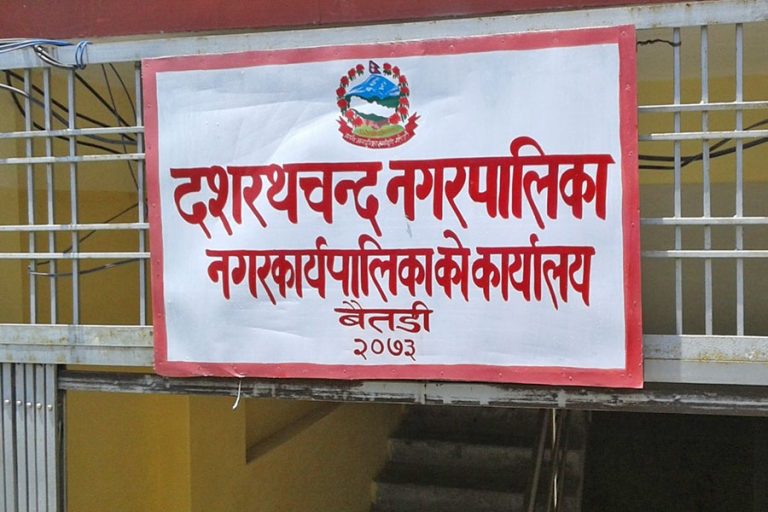 दशरथचन्द नगरपालिका
नगरकार्यपालिकाको कार्यालय
बैतडी
२०७३